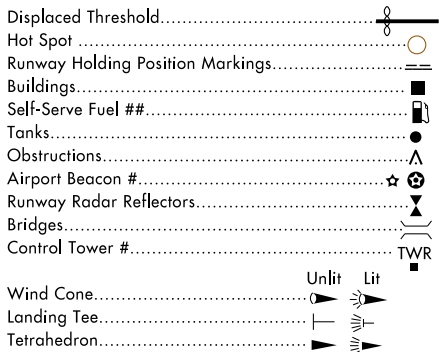 Displaced Threshold
Hot Spot
Runway Holding Position Markings
Buildings
Self-Serve Fuel ##
Tanks
Obstructions
Airport Beacon #
Runway Radar Reflectors
Bridges
Control Tower # TWR
Unlit Lit
Wind Cone
Landing Tee
Tetrahedron